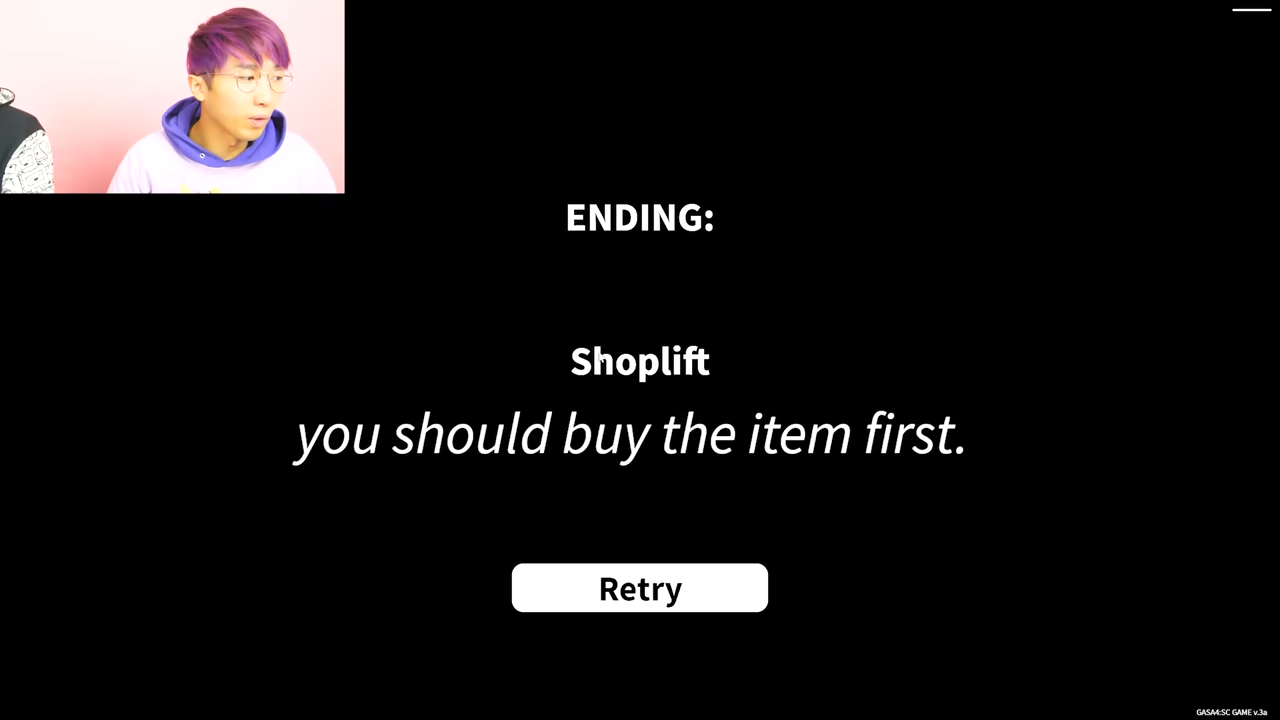 ENDING:
Shoplift
you should buy the item first.
Retry
GASA4:SC GAME v.3a